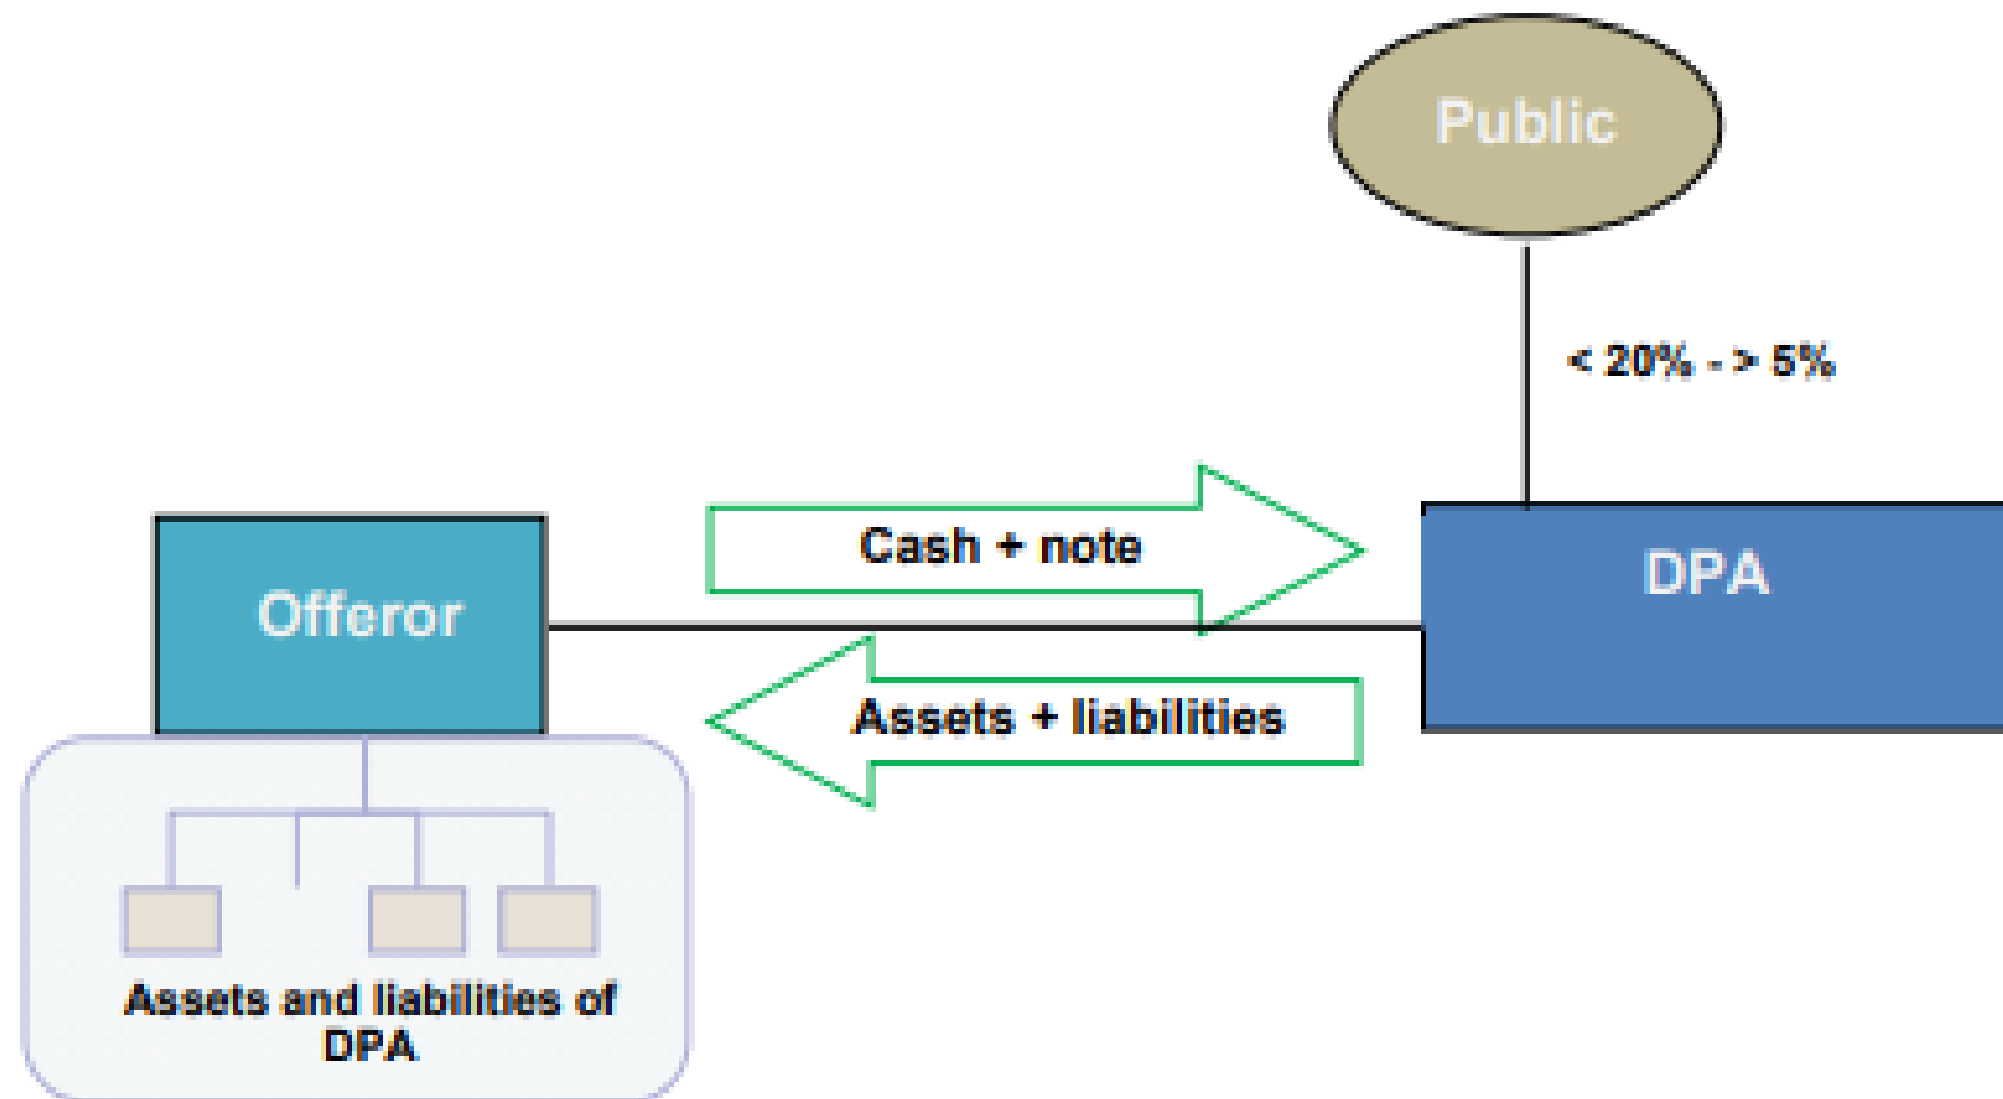 Public
< 20% - > 5%
Cash + note
DPA
Offeror
Assets + liabilities
Assets and liabilities of
DPA